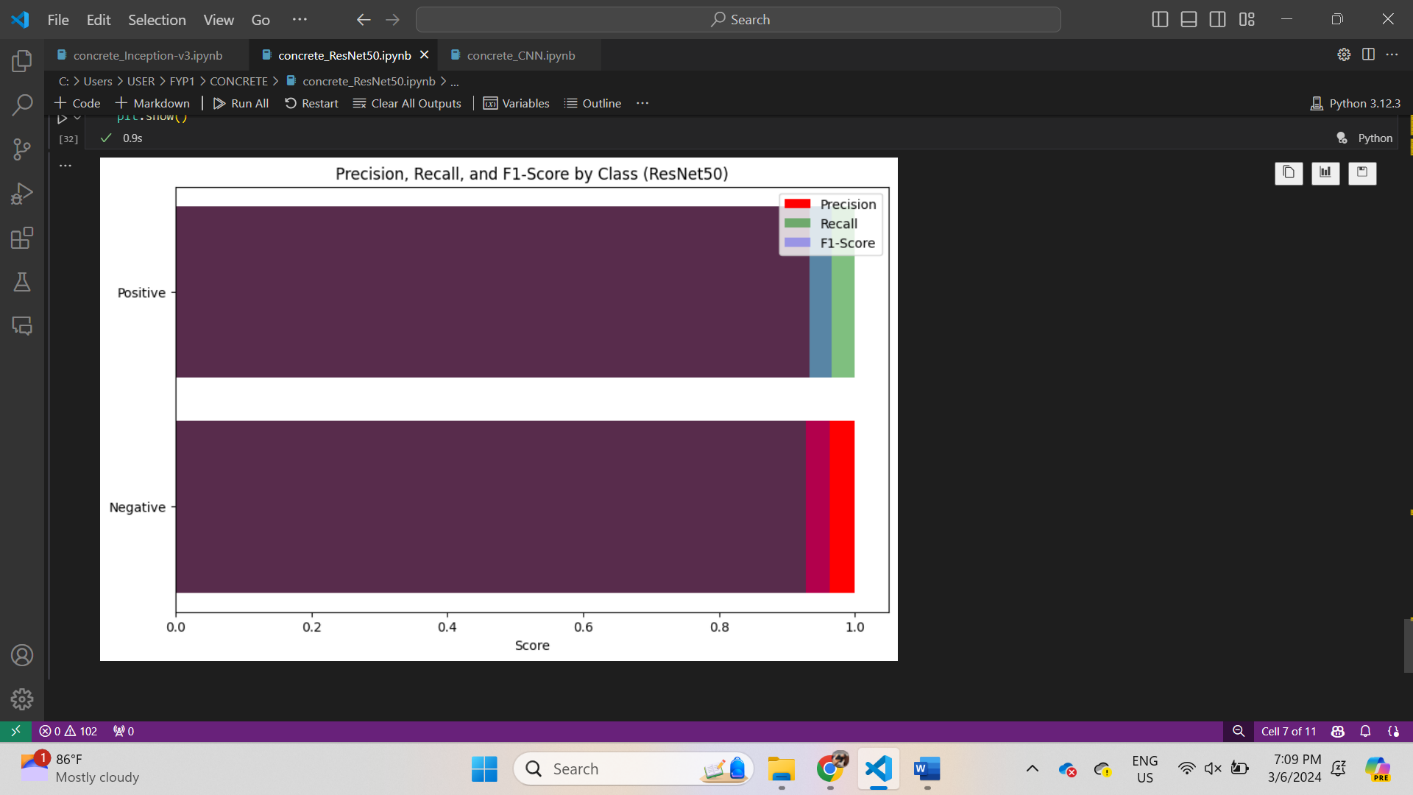 File Edit Selection View Go ··· Search
concrete_Inception-v3.ipynb concrete_ResNet50.ipynb concrete_CNN.ipynb
C: > Users > USER > FYP1 > CONCRETE > concrete_ResNet50.ipynb > ...
+ Code + Markdown | Run All Restart Clear All Outputs | Variables Outline ··· Python 3.12.3
plt.show()
[32] 0.9s Python
Precision, Recall, and F1-Score by Class (ResNet50)
Precision
Recall
F1-Score
Positive
Negative
0.0 0.2 0.4 0.6 0.8 1.0
Score
0 102 0 Cell 7 of 11
1 86°F
Mostly cloudy
Search
ENG
US
7:09 PM
3/6/2024
PRE